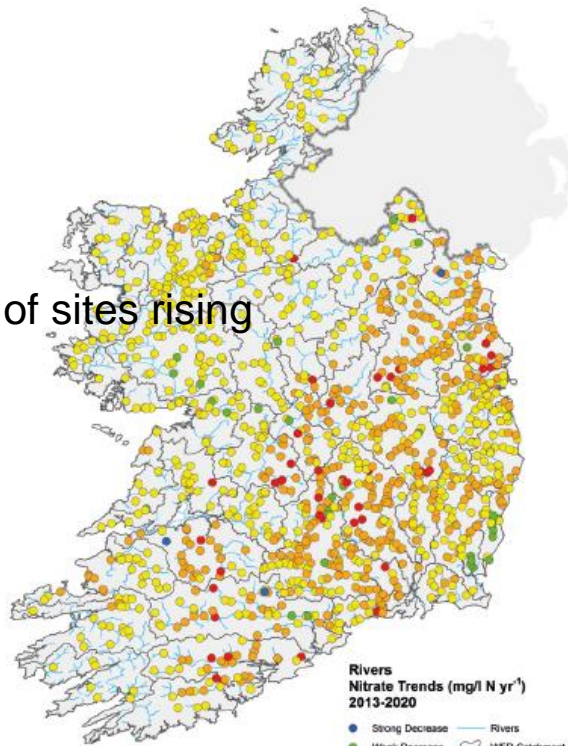 of sites rising
Rivers
Nitrate Trends (mg/l N yr⁻¹)
2013-2020
Strong Decrease Rivers